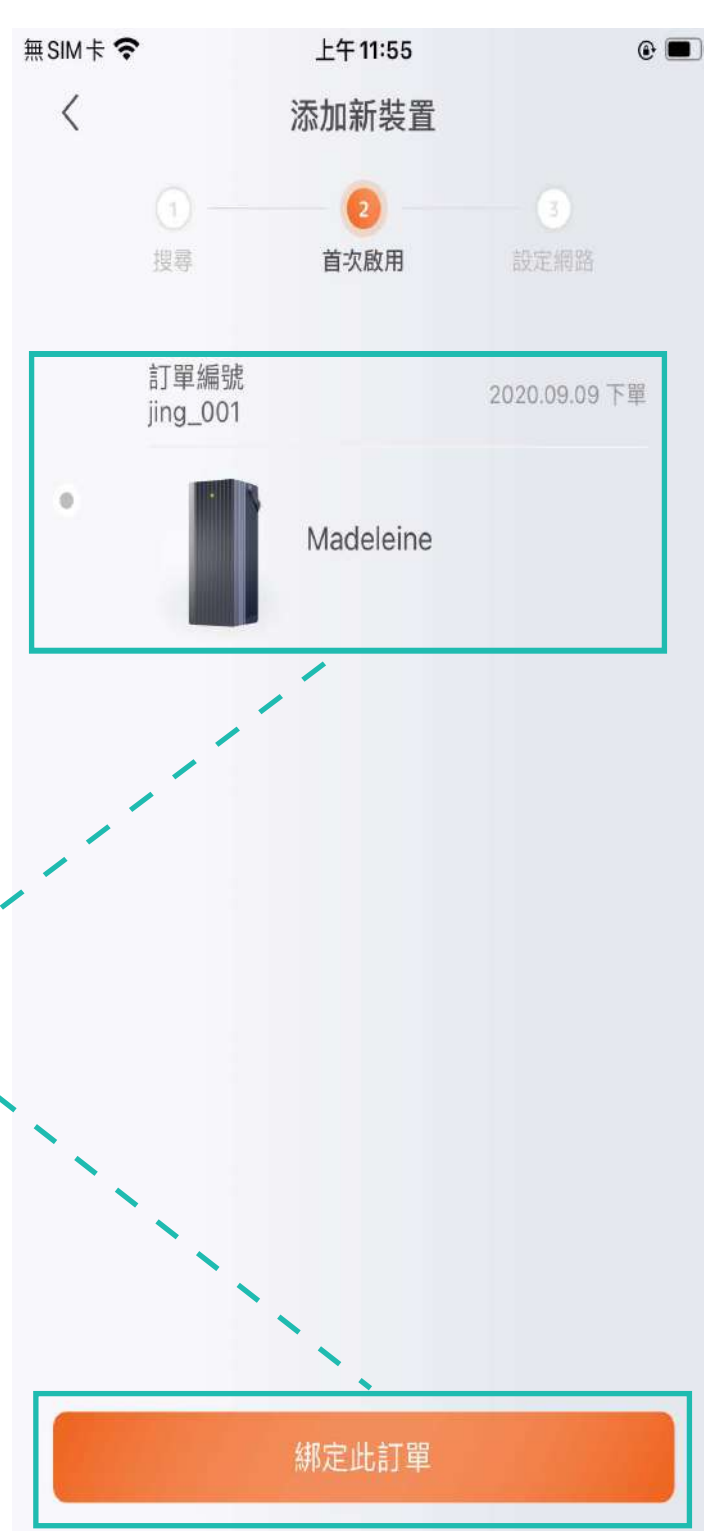 無SIM卡 上午11:55
添加新裝置
1 2 3
搜尋 首次啟用 設定網路
訂單編號
jing_001 2020.09.09 下單
Madeleine
綁定此訂單